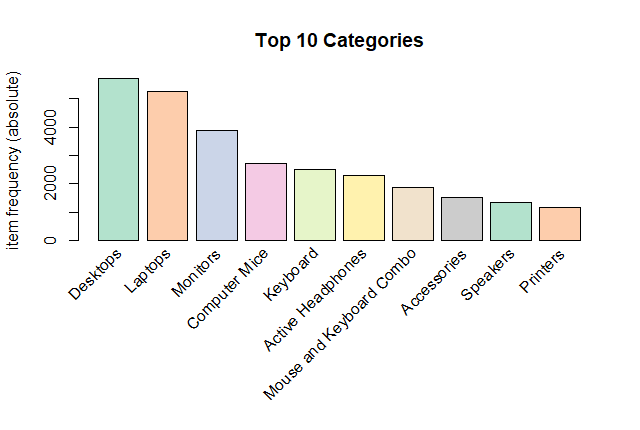 Top 10 Categories
item frequency (absolute)
4000
2000
0
Desktops
Laptops
Monitors
Computer Mice
Keyboard
Active Headphones
Mouse and Keyboard Combo
Accessories
Speakers
Printers